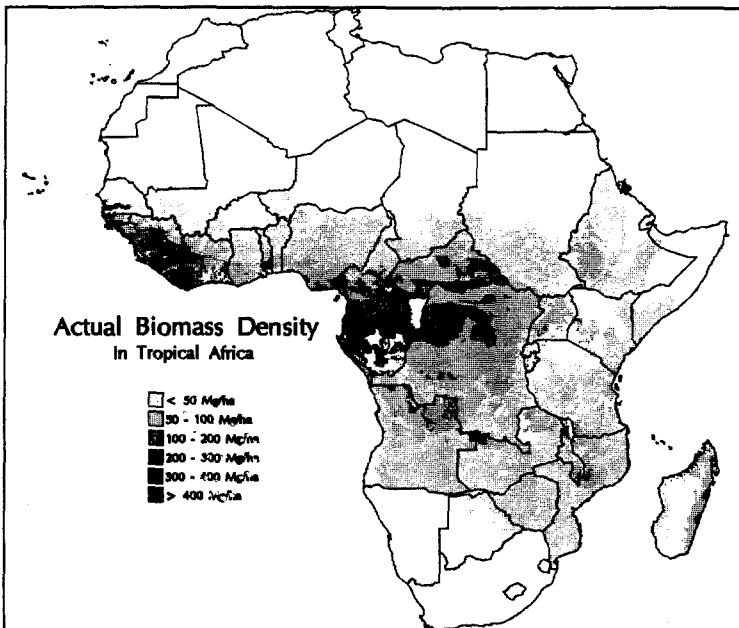 Actual Biomass Density
In Tropical Africa
< 50 Mg/ha
50 - 100 Mg/ha
100 - 200 Mg/ha
200 - 300 Mg/ha
300 - 400 Mg/ha
> 400 Mg/ha